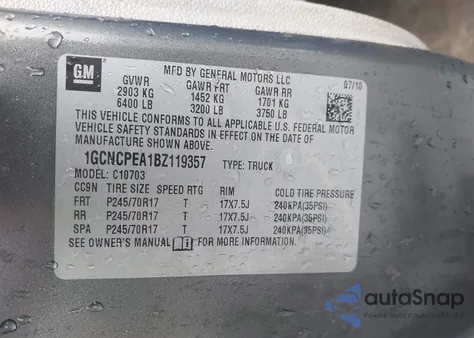 GM
MFD BY GENERAL MOTORS LLC
07/10
GVWR GAWR FRT GAWR RR
2903 KG 1452 KG 1701 KG
6400 LB 3200 LB 3750 LB
THIS VEHICLE CONFORMS TO ALL APPLICABLE U.S. FEDERAL MOTOR
VEHICLE SAFETY STANDARDS IN EFFECT ON THE DATE OF
MANUFACTURE SHOWN ABOVE.
1GCNCPEA1BZ119357 TYPE: TRUCK
MODEL: C10703
CC9N TIRE SIZE SPEED RTG RIM COLD TIRE PRESSURE
FRT P245/70R17 T 17X7.5J 240KPA(35PSI)
RR P245/70R17 T 17X7.5J 240KPA(35PSI)
SPA P245/70R17 T 17X7.5J 240KPA(35PSI)
SEE OWNER'S MANUAL FOR MORE INFORMATION.
autoSnap